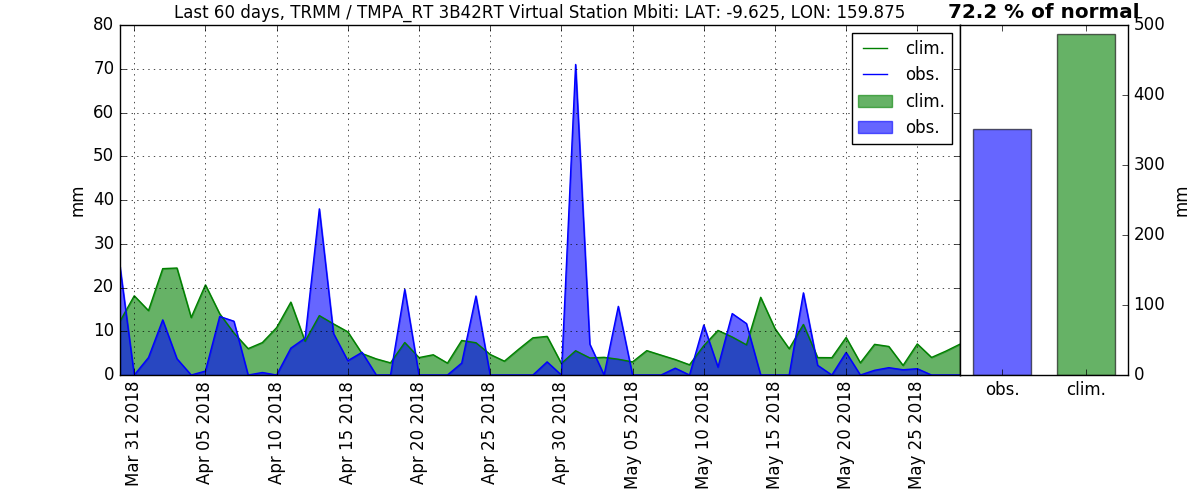 Last 60 days, TRMM / TMPA_RT 3B42RT Virtual Station Mbiti: LAT: -9.625, LON: 159.875
72.2 % of normal
80
70
60
50
40
30
20
10
0
mm
clim.
obs.
clim.
obs.
Mar 31 2018
Apr 05 2018
Apr 10 2018
Apr 15 2018
Apr 20 2018
Apr 25 2018
Apr 30 2018
May 05 2018
May 10 2018
May 15 2018
May 20 2018
May 25 2018
500
400
300
200
100
0
mm
obs.
clim.